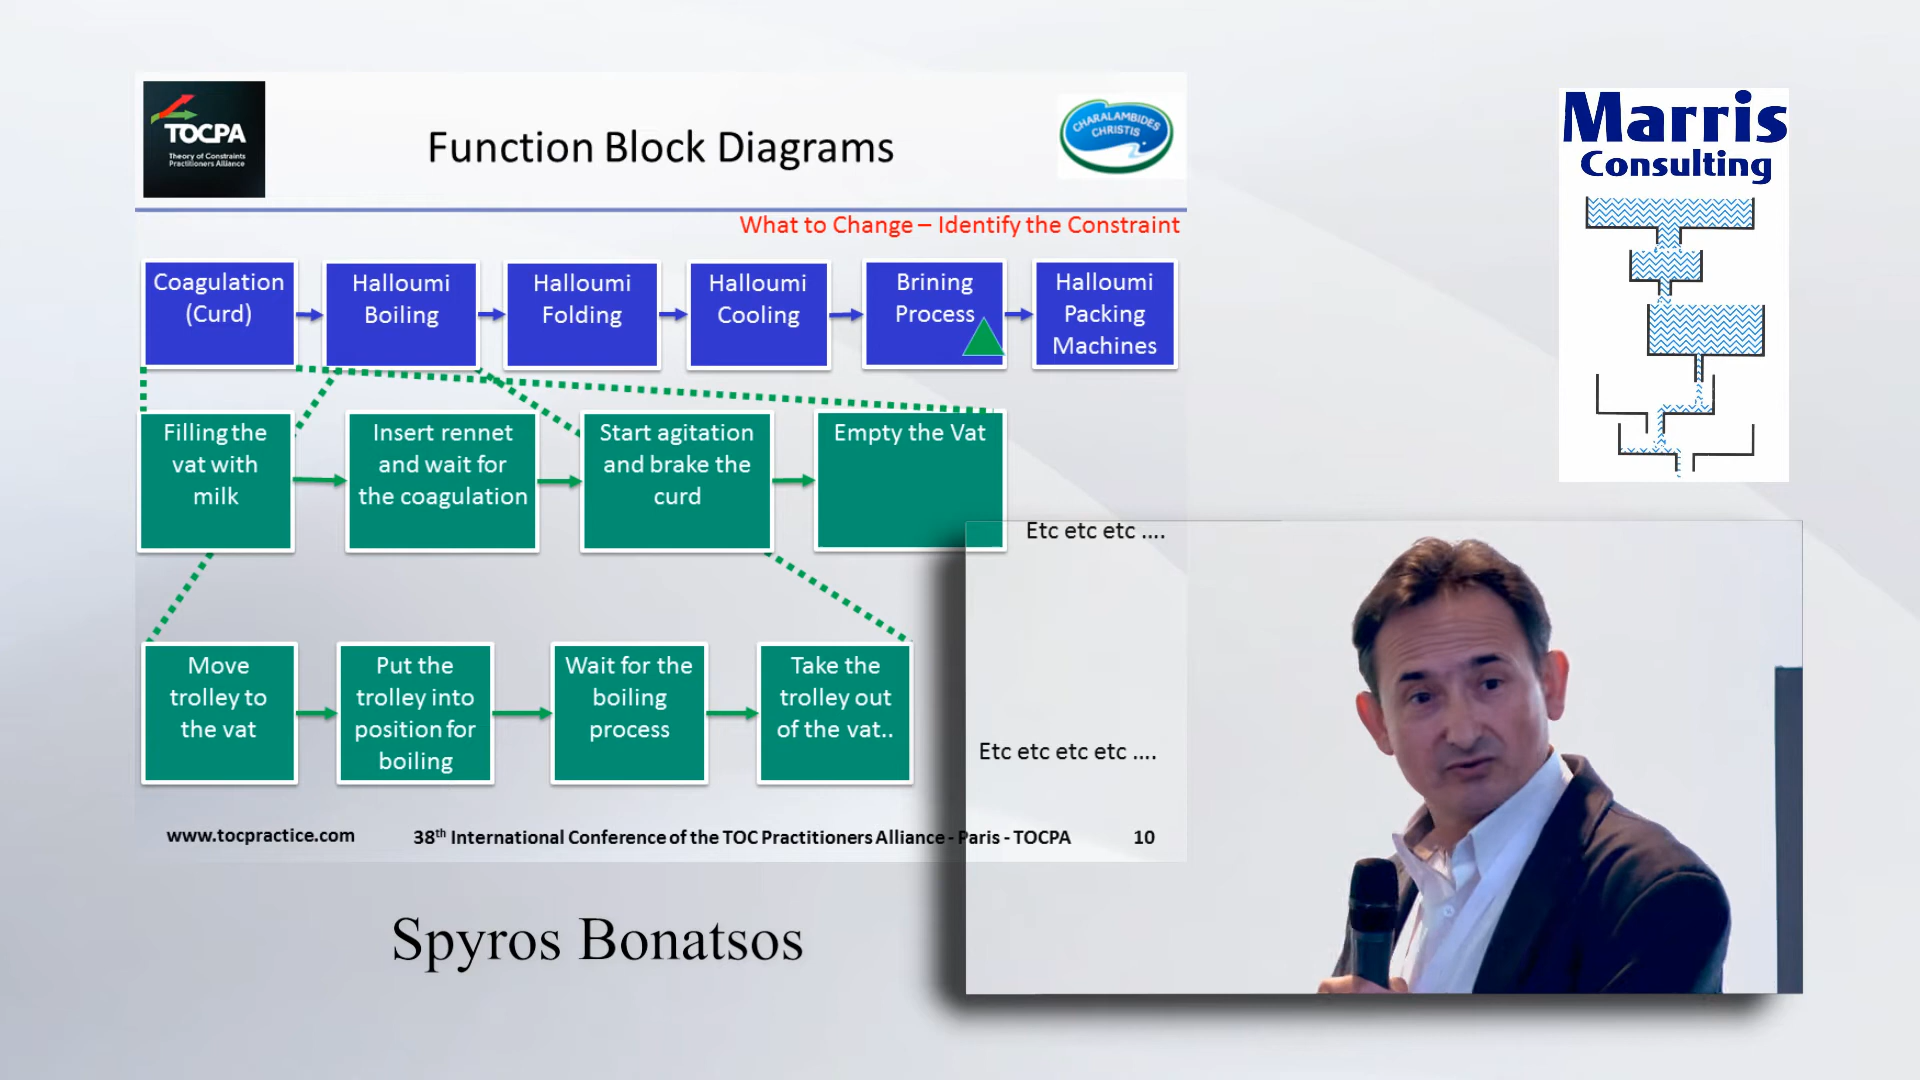 TOCPA
Theory of Constraints
Practitioners Alliance
Function Block Diagrams
CHARALAMBIDES
CHRISTIS
Marris
Consulting
What to Change – Identify the Constraint
Coagulation
(Curd)
Halloumi
Boiling
Halloumi
Folding
Halloumi
Cooling
Brining
Process
Halloumi
Packing
Machines
Filling the
vat with
milk
Insert rennet
and wait for
the coagulation
Start agitation
and brake the
curd
Empty the Vat
Etc etc etc ....
Move
trolley to
the vat
Put the
trolley into
position for
boiling
Wait for the
boiling
process
Take the
trolley out
of the vat..
Etc etc etc etc ....
www.tocpractice.com
38th International Conference of the TOC Practitioners Alliance - Paris - TOCPA
10
Spyros Bonatsos